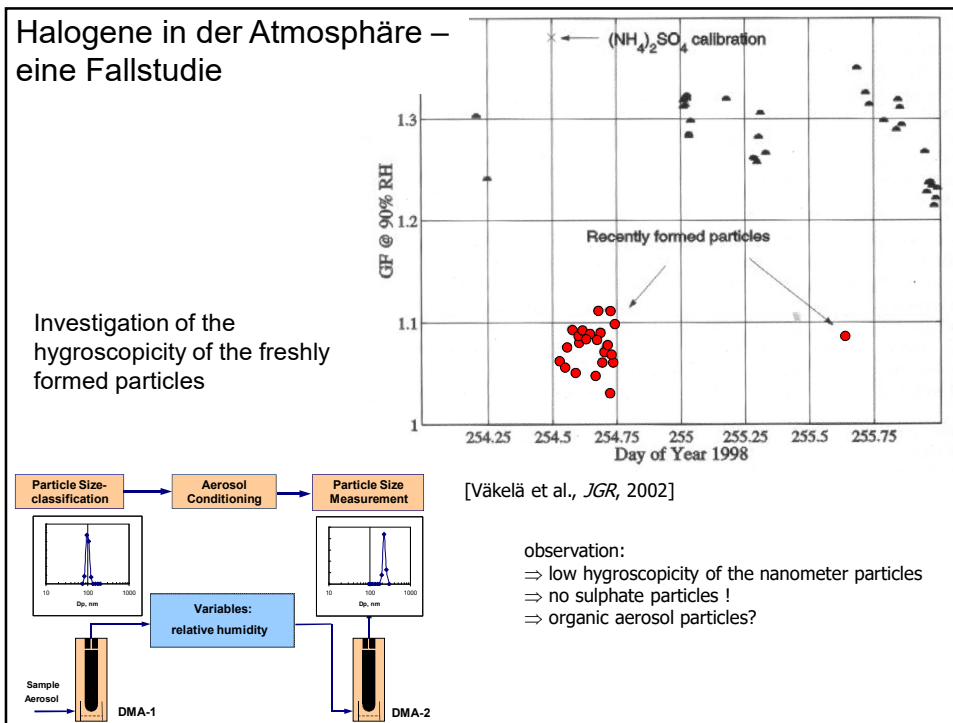 Halogene in der Atmosphäre –
eine Fallstudie
(NH4)2SO4 calibration
GF @ 90% RH
1.3
1.2
1.1
1
Recently formed particles
254.25 254.5 254.75 255 255.25 255.5 255.75
Day of Year 1998
Investigation of the
hygroscopicity of the freshly
formed particles
[Väkelä et al., JGR, 2002]
Particle Size-
classification
Aerosol
Conditioning
Particle Size
Measurement
10 100 1000
Dp, nm
10 100 1000
Dp, nm
Variables:
relative humidity
Sample
Aerosol
DMA-1
DMA-2
observation:
⇒ low hygroscopicity of the nanometer particles
⇒ no sulphate particles !
⇒ organic aerosol particles?